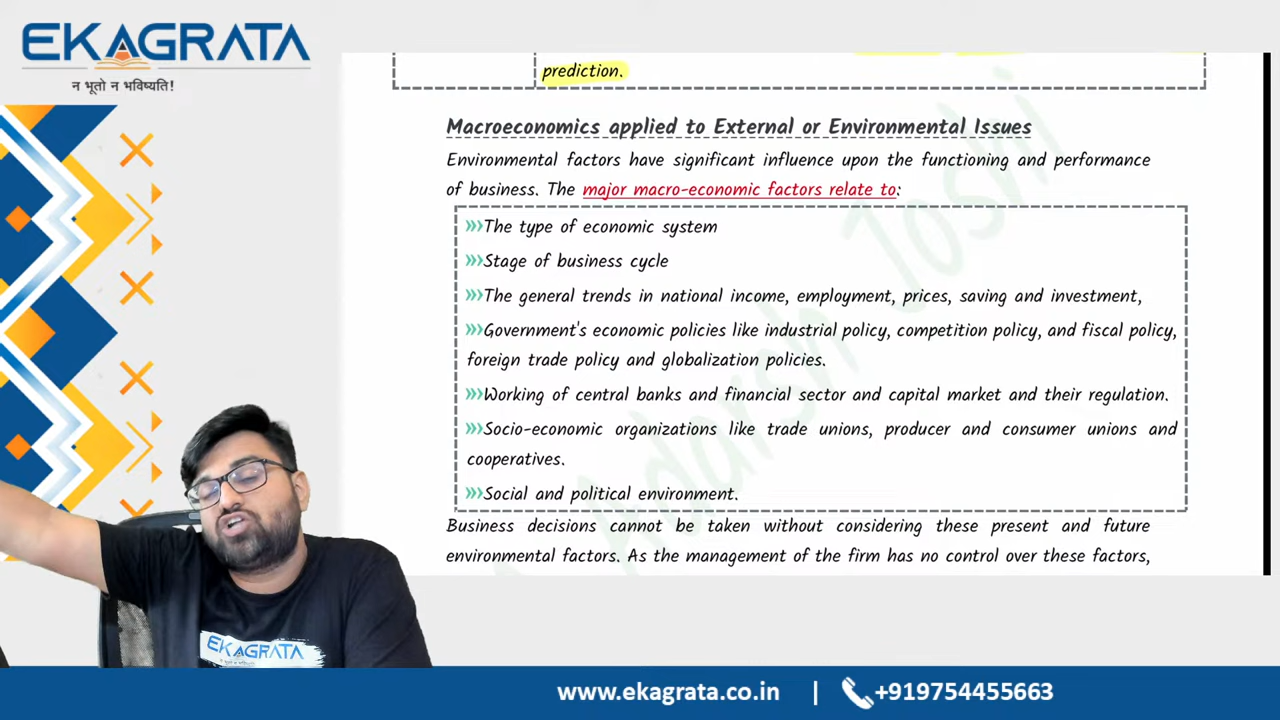 EKAGRATA
न भूतो न भविष्यति!
prediction.
Macroeconomics applied to External or Environmental Issues
Environmental factors have significant influence upon the functioning and performance
of business. The major macro-economic factors relate to:
»»The type of economic system
»»Stage of business cycle
»»The general trends in national income, employment, prices, saving and investment,
»»Government's economic policies like industrial policy, competition policy, and fiscal policy,
foreign trade policy and globalization policies.
»»Working of central banks and financial sector and capital market and their regulation.
»»Socio-economic organizations like trade unions, producer and consumer unions and
cooperatives.
»»Social and political environment.
Business decisions cannot be taken without considering these present and future
environmental factors. As the management of the firm has no control over these factors,
Adarsh Joshi
EKAGRATA
www.ekagrata.co.in | +919754455663